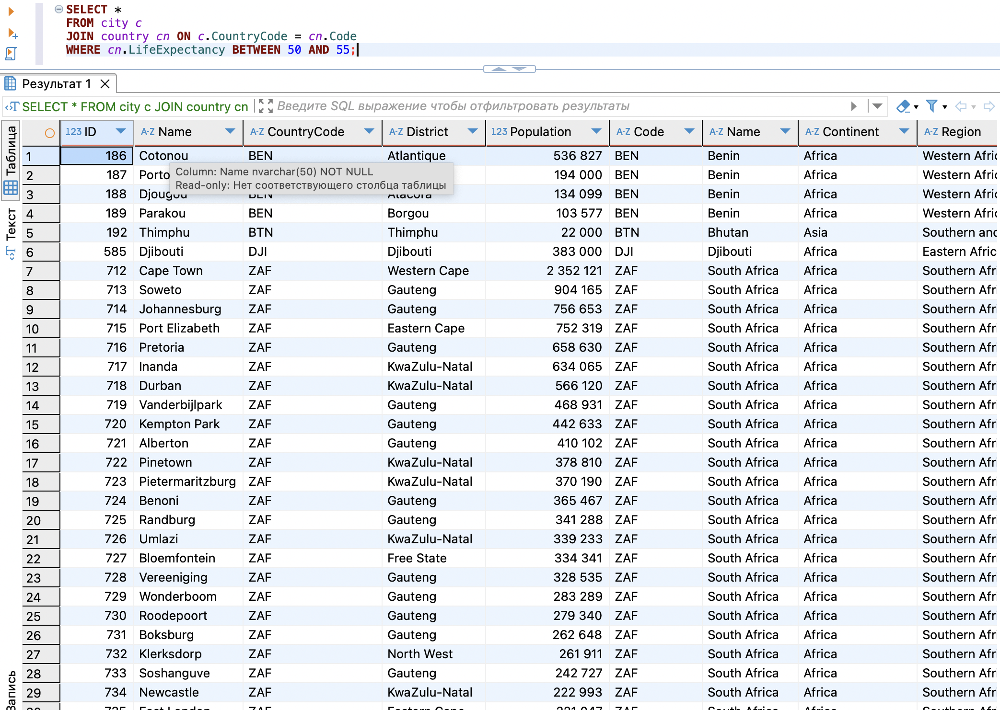 SELECT *
FROM city c
JOIN country cn ON c.CountryCode = cn.Code
WHERE cn.LifeExpectancy BETWEEN 50 AND 55;
Результат 1
SELECT * FROM city c JOIN country cn Введите SQL выражение чтобы отфильтровать результаты
Таблица
Текст
Запись
123 ID A-Z Name A-Z CountryCode A-Z District 123 Population A-Z Code A-Z Name A-Z Continent A-Z Region
1 186 Cotonou BEN Atlantique 536 827 BEN Benin Africa Western Afric
Column: Name nvarchar(50) NOT NULL
Read-only: Нет соответствующего столбца таблицы
2 187 Porto 194 000 BEN Benin Africa Western Afric
3 188 Djougou BEN Atacora 134 099 BEN Benin Africa Western Afric
4 189 Parakou BEN Borgou 103 577 BEN Benin Africa Western Afric
5 192 Thimphu BTN Thimphu 22 000 BTN Bhutan Asia Southern and
6 585 Djibouti DJI Djibouti 383 000 DJI Djibouti Africa Eastern Afric
7 712 Cape Town ZAF Western Cape 2 352 121 ZAF South Africa Africa Southern Afri
8 713 Soweto ZAF Gauteng 904 165 ZAF South Africa Africa Southern Afri
9 714 Johannesburg ZAF Gauteng 756 653 ZAF South Africa Africa Southern Afri
10 715 Port Elizabeth ZAF Eastern Cape 752 319 ZAF South Africa Africa Southern Afri
11 716 Pretoria ZAF Gauteng 658 630 ZAF South Africa Africa Southern Afri
12 717 Inanda ZAF KwaZulu-Natal 634 065 ZAF South Africa Africa Southern Afri
13 718 Durban ZAF KwaZulu-Natal 566 120 ZAF South Africa Africa Southern Afri
14 719 Vanderbijlpark ZAF Gauteng 468 931 ZAF South Africa Africa Southern Afri
15 720 Kempton Park ZAF Gauteng 442 633 ZAF South Africa Africa Southern Afri
16 721 Alberton ZAF Gauteng 410 102 ZAF South Africa Africa Southern Afri
17 722 Pinetown ZAF KwaZulu-Natal 378 810 ZAF South Africa Africa Southern Afri
18 723 Pietermaritzburg ZAF KwaZulu-Natal 370 190 ZAF South Africa Africa Southern Afri
19 724 Benoni ZAF Gauteng 365 467 ZAF South Africa Africa Southern Afri
20 725 Randburg ZAF Gauteng 341 288 ZAF South Africa Africa Southern Afri
21 726 Umlazi ZAF KwaZulu-Natal 339 233 ZAF South Africa Africa Southern Afri
22 727 Bloemfontein ZAF Free State 334 341 ZAF South Africa Africa Southern Afri
23 728 Vereeniging ZAF Gauteng 328 535 ZAF South Africa Africa Southern Afri
24 729 Wonderboom ZAF Gauteng 283 289 ZAF South Africa Africa Southern Afri
25 730 Roodepoort ZAF Gauteng 279 340 ZAF South Africa Africa Southern Afri
26 731 Boksburg ZAF Gauteng 262 648 ZAF South Africa Africa Southern Afri
27 732 Klerksdorp ZAF North West 261 911 ZAF South Africa Africa Southern Afri
28 733 Soshanguve ZAF Gauteng 242 727 ZAF South Africa Africa Southern Afri
29 734 Newcastle ZAF KwaZulu-Natal 222 993 ZAF South Africa Africa Southern Afri